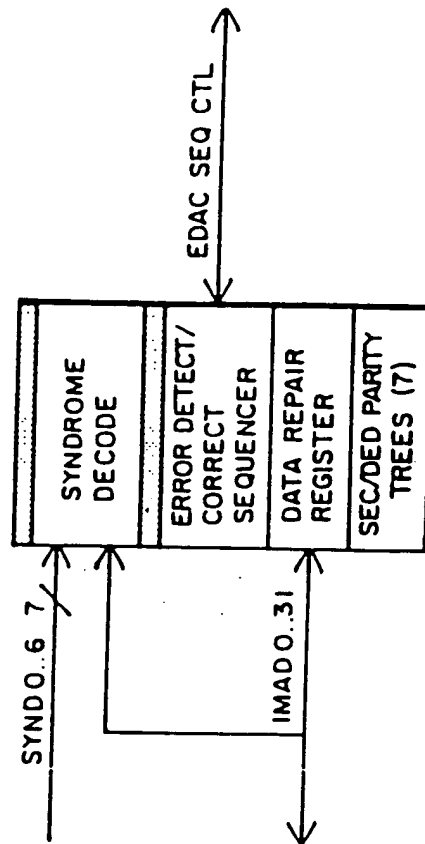 SYND0..6 7
SYNDROME
DECODE
ERROR DETECT/
CORRECT
SEQUENCER
DATA REPAIR
REGISTER
SEC/DED PARITY
TREES (7)
IMAD0..31
EDAC SEQ CTL